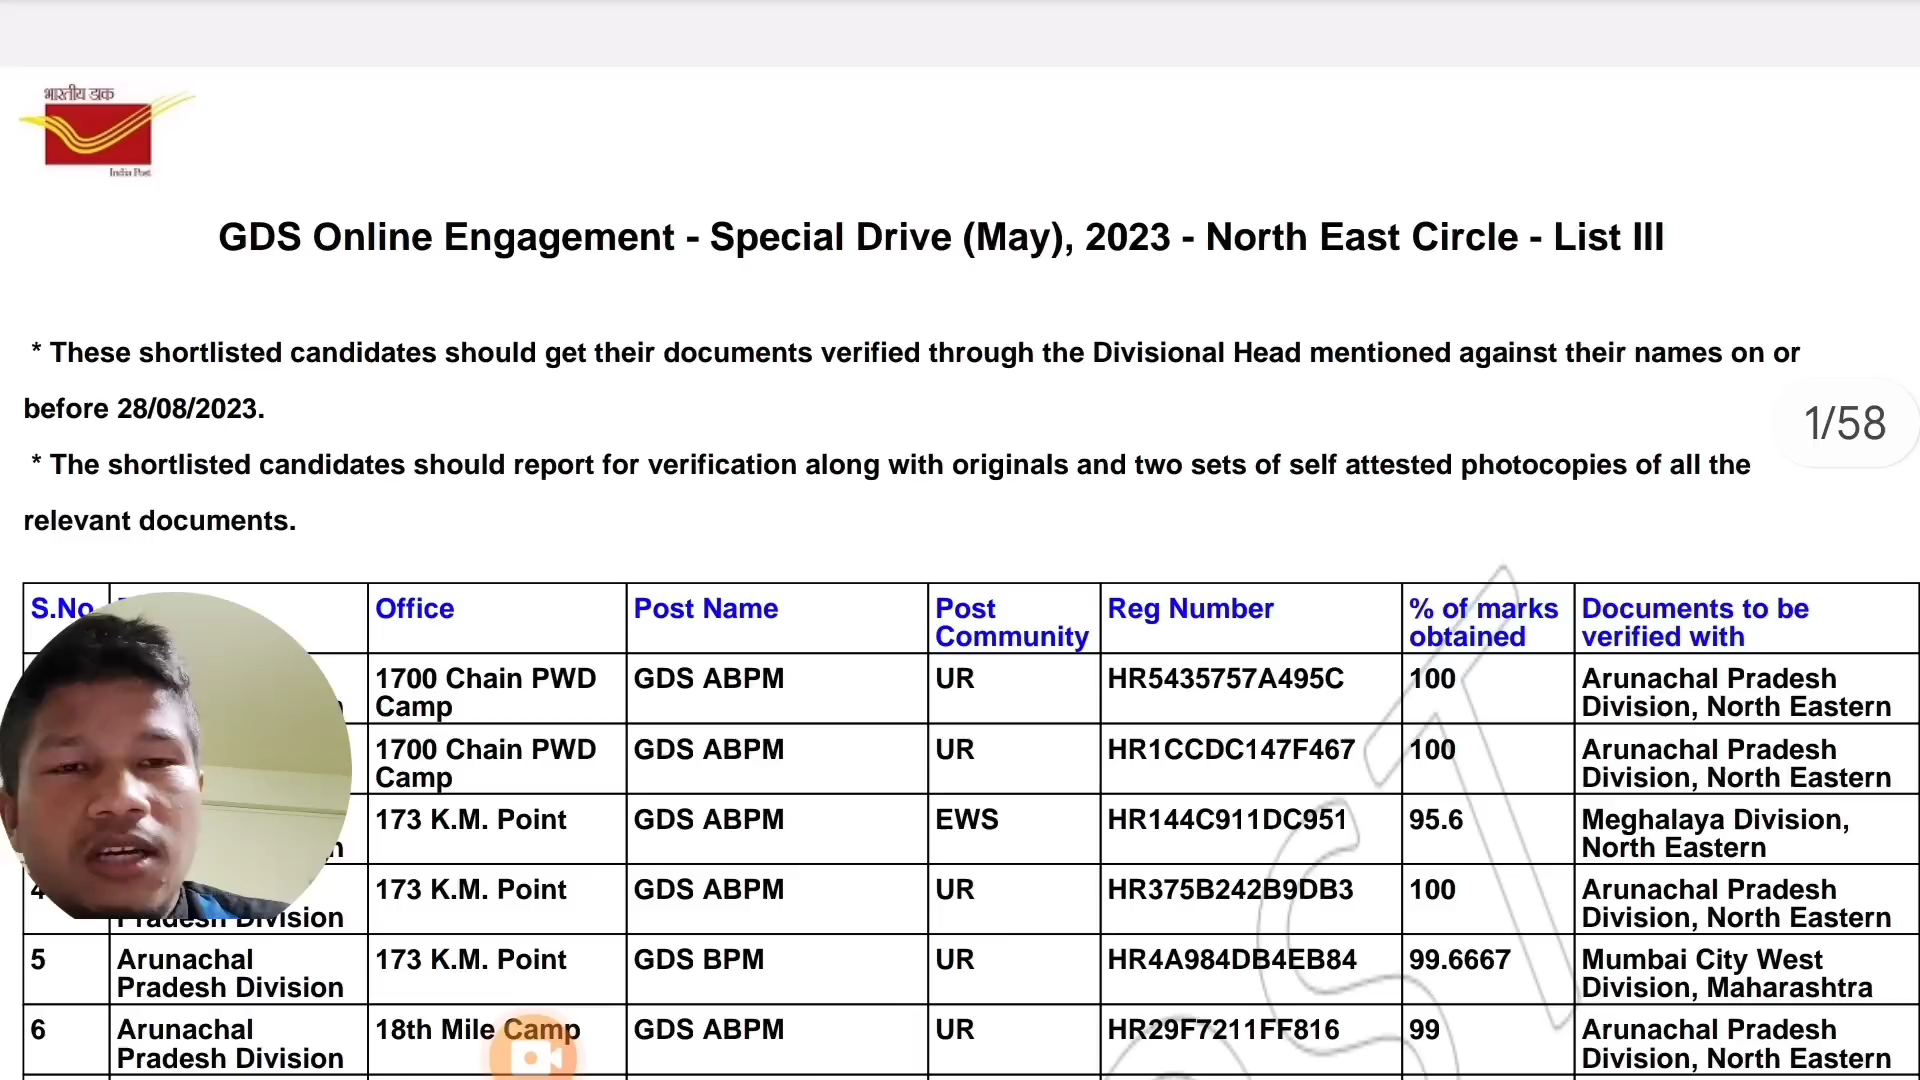 भारतीय डाक
India Post
GDS Online Engagement - Special Drive (May), 2023 - North East Circle - List III
* These shortlisted candidates should get their documents verified through the Divisional Head mentioned against their names on or
before 28/08/2023.
1/58
* The shortlisted candidates should report for verification along with originals and two sets of self attested photocopies of all the
relevant documents.
S.No Office Post Name Post Community Reg Number % of marks obtained Documents to be verified with
1700 Chain PWD Camp GDS ABPM UR HR5435757A495C 100 Arunachal Pradesh Division, North Eastern
1700 Chain PWD Camp GDS ABPM UR HR1CCDC147F467 100 Arunachal Pradesh Division, North Eastern
173 K.M. Point GDS ABPM EWS HR144C911DC951 95.6 Meghalaya Division, North Eastern
4 Pradesh Division 173 K.M. Point GDS ABPM UR HR375B242B9DB3 100 Arunachal Pradesh Division, North Eastern
5 Arunachal Pradesh Division 173 K.M. Point GDS BPM UR HR4A984DB4EB84 99.6667 Mumbai City West Division, Maharashtra
6 Arunachal Pradesh Division 18th Mile Camp GDS ABPM UR HR29F7211FF816 99 Arunachal Pradesh Division, North Eastern